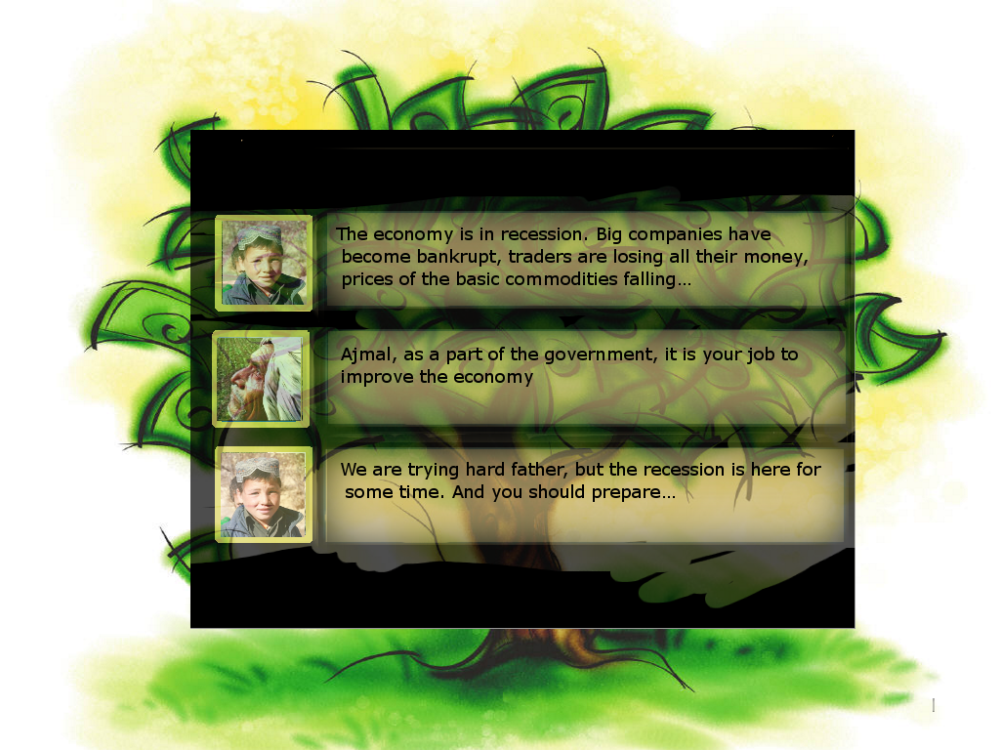 The economy is in recession. Big companies have
become bankrupt, traders are losing all their money,
prices of the basic commodities falling…
Ajmal, as a part of the government, it is your job to
improve the economy
We are trying hard father, but the recession is here for
some time. And you should prepare…